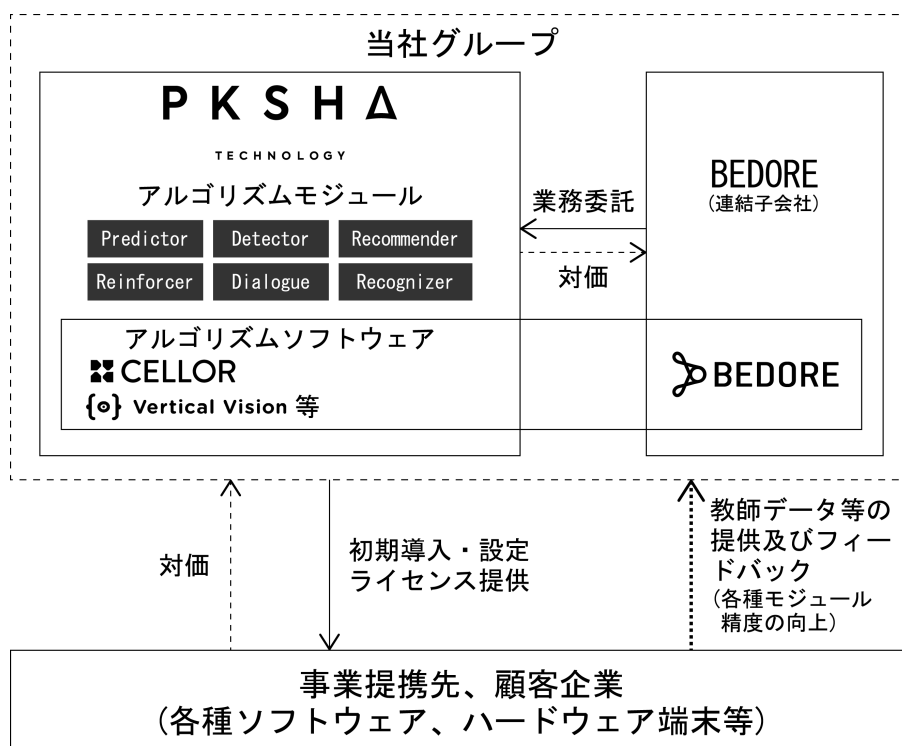 当社グループ
PKSHA
TECHNOLOGY
アルゴリズムモジュール
Predictor Detector Recommender
Reinforcer Dialogue Recognizer
業務委託
対価
BEDORE
(連結子会社)
アルゴリズムソフトウェア
CELLOR
Vertical Vision 等
BEDORE
対価
初期導入・設定
ライセンス提供
教師データ等の
提供及びフィー
ドバック
(各種モジュール
精度の向上)
事業提携先、顧客企業
(各種ソフトウェア、ハードウェア端末等)